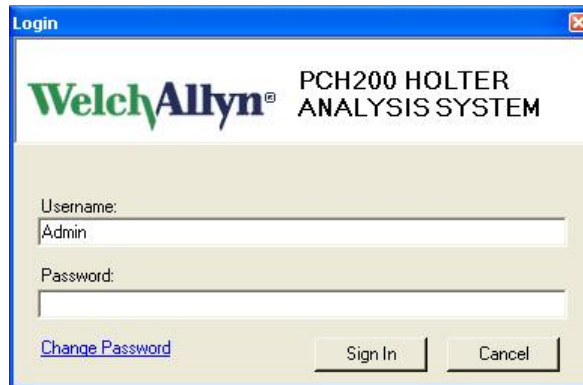 Login
WelchAllyn®
PCH200 HOLTER
ANALYSIS SYSTEM
Username:
Admin
Password:
Change Password
Sign In
Cancel